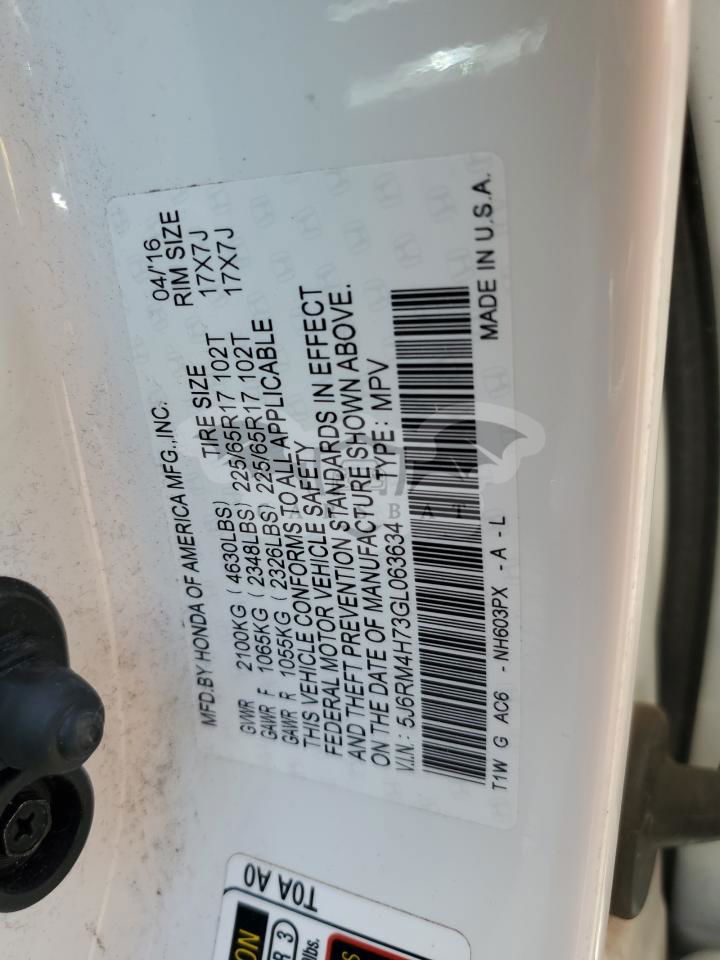 MFD.BY HONDA OF AMERICA MFG.,INC. 04/'16
TIRE SIZE RIM SIZE
GVWR 2100KG (4630LBS)
GAWR F 1065KG (2348LBS) 225/65R17 102T 17X7J
GAWR R 1055KG (2326LBS) 225/65R17 102T 17X7J
THIS VEHICLE CONFORMS TO ALL APPLICABLE
FEDERAL MOTOR VEHICLE SAFETY
AND THEFT PREVENTION STANDARDS IN EFFECT
ON THE DATE OF MANUFACTURE SHOWN ABOVE.
V.I.N.: 5J6RM4H73GL063634 TYPE: MPV
T1W G AC6 -NH603PX -A-L MADE IN U.S.A.
T0A A0
ON
R 3
lbs.
S